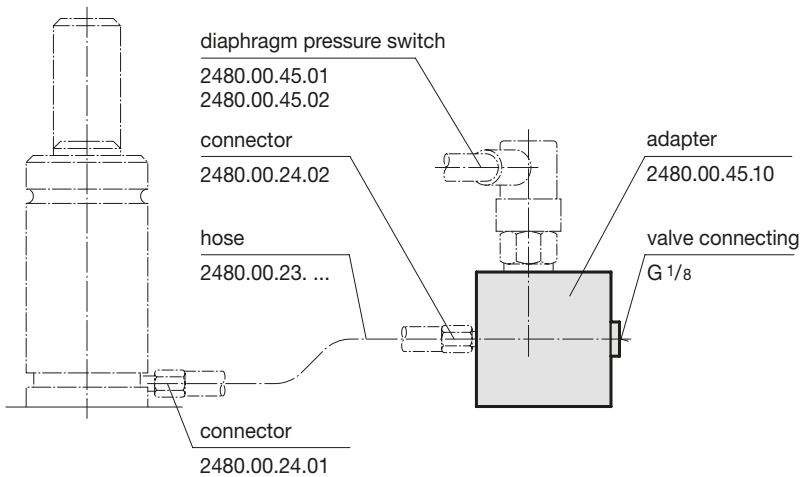 diaphragm pressure switch
2480.00.45.01
2480.00.45.02
connector
2480.00.24.02
hose
2480.00.23. ...
connector
2480.00.24.01
adapter
2480.00.45.10
valve connecting
G 1/8